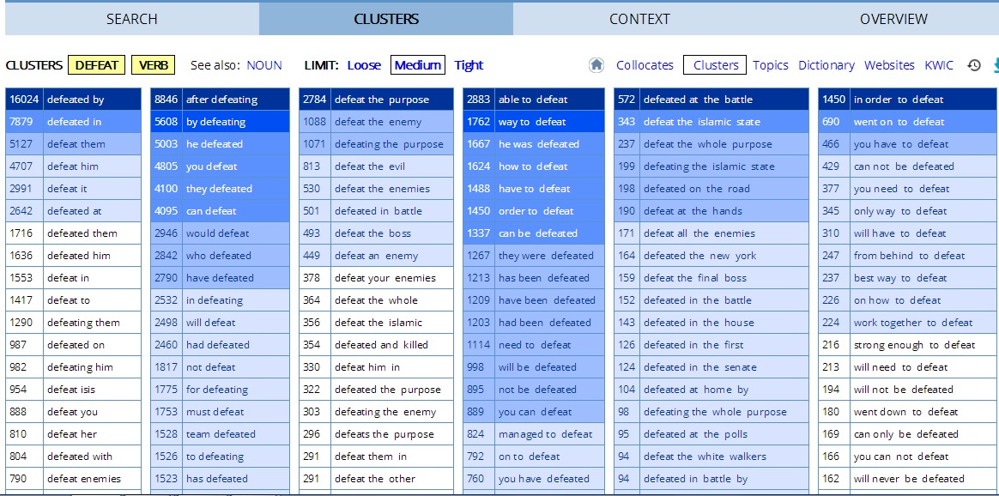 SEARCH CLUSTERS CONTEXT OVERVIEW
CLUSTERS DEFEAT VERB See also: NOUN LIMIT: Loose Medium Tight Collocates Clusters Topics Dictionary Websites KWIC
16024 defeated by 8846 after defeating 2784 defeat the purpose 2883 able to defeat 572 defeated at the battle 1450 in order to defeat
7879 defeated in 5608 by defeating 1088 defeat the enemy 1762 way to defeat 343 defeat the islamic state 690 went on to defeat
5127 defeat them 5003 he defeated 1071 defeating the purpose 1667 he was defeated 237 defeat the whole purpose 466 you have to defeat
4707 defeat him 4805 you defeat 813 defeat the evil 1624 how to defeat 199 defeating the islamic state 429 can not be defeated
2991 defeat it 4100 they defeated 530 defeat the enemies 1488 have to defeat 198 defeated on the road 377 you need to defeat
2642 defeated at 4095 can defeat 501 defeated in battle 1450 order to defeat 190 defeat at the hands 345 only way to defeat
1716 defeated them 2946 would defeat 493 defeat the boss 1337 can be defeated 171 defeat all the enemies 310 will have to defeat
1636 defeated him 2842 who defeated 449 defeat an enemy 1267 they were defeated 164 defeated the new york 247 from behind to defeat
1553 defeat in 2790 have defeated 378 defeat your enemies 1213 has been defeated 159 defeat the final boss 237 best way to defeat
1417 defeat to 2532 in defeating 364 defeat the whole 1209 have been defeated 152 defeated in the battle 226 on how to defeat
1290 defeating them 2498 will defeat 356 defeat the islamic 1203 had been defeated 143 defeated in the house 224 work together to defeat
987 defeated on 2460 had defeated 354 defeated and killed 1114 need to defeat 126 defeated in the first 216 strong enough to defeat
982 defeating him 1817 not defeat 330 defeat him in 998 will be defeated 124 defeated in the senate 213 will need to defeat
954 defeat isis 1775 for defeating 322 defeated the purpose 895 not be defeated 104 defeated at home by 194 will not be defeated
888 defeat you 1753 must defeat 303 defeating the enemy 889 you can defeat 98 defeating the whole purpose 180 went down to defeat
810 defeat her 1528 team defeated 296 defeats the purpose 824 managed to defeat 95 defeated at the polls 169 can only be defeated
804 defeated with 1526 to defeating 291 defeat them in 792 on to defeat 94 defeat the white walkers 166 you can not defeat
790 defeat enemies 1523 has defeated 291 defeat the other 760 you have defeated 94 defeated in battle by 162 will never be defeated